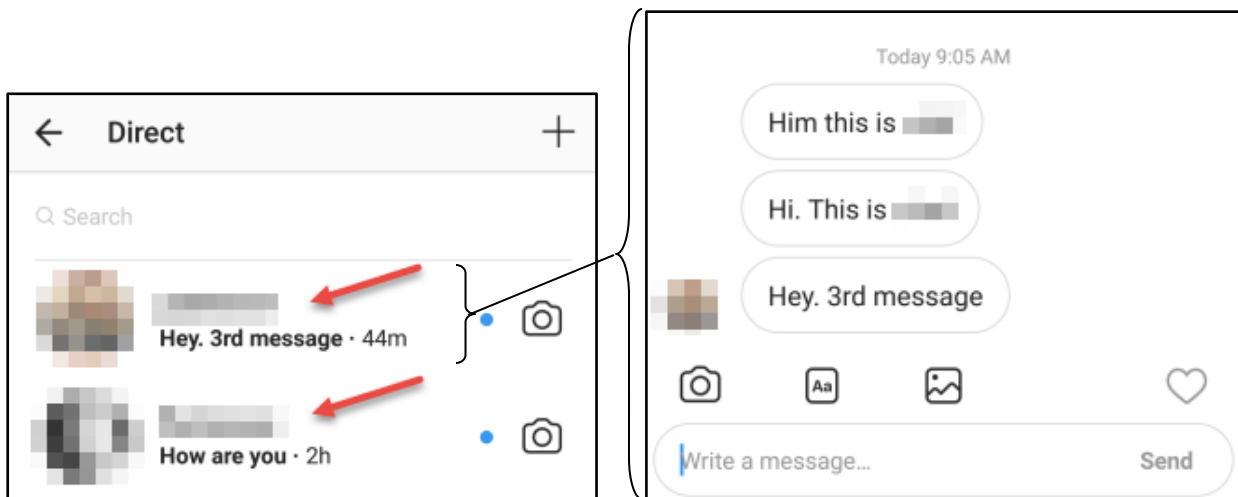 Direct
Search
Hey. 3rd message · 44m
How are you · 2h
Today 9:05 AM
Him this is
Hi. This is
Hey. 3rd message
Aa
Write a message...
Send